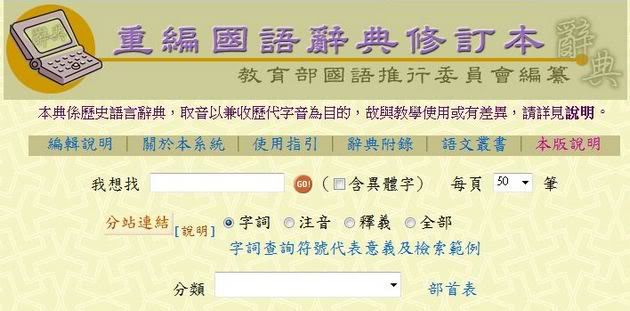 重編國語辭典修訂本
辭典
教育部國語推行委員會編纂
本典係歷史語言辭典，取音以兼收歷代字音為目的，故與教學使用或有差異，請詳見說明。
編輯說明｜關於本系統｜使用指引｜辭典附錄｜語文叢書｜本版說明
我想找 GO! （含異體字） 每頁 50 筆
分站連結[說明] 字詞 注音 釋義 全部
字詞查詢符號代表意義及檢索範例
分類 部首表